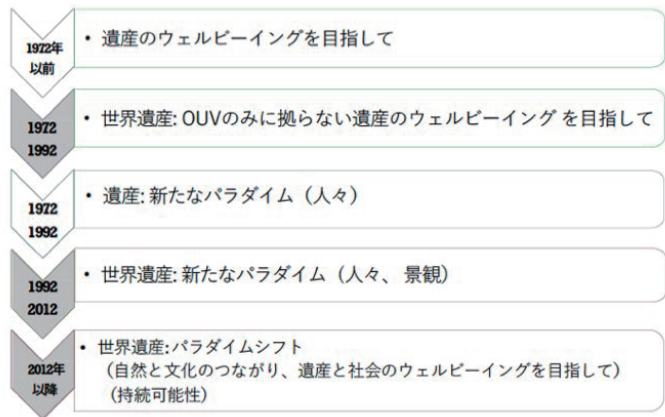 1972年
以前
• 遺産のウェルビーイングを目指して
1972
1992
• 世界遺産: OUVのみに拠らない遺産のウェルビーイング を目指して
1972
1992
• 遺産: 新たなパラダイム（人々）
1992
2012
• 世界遺産: 新たなパラダイム（人々、 景観）
2012年
以降
• 世界遺産: パラダイムシフト
（自然と文化のつながり、遺産と社会のウェルビーイングを目指して）
（持続可能性）